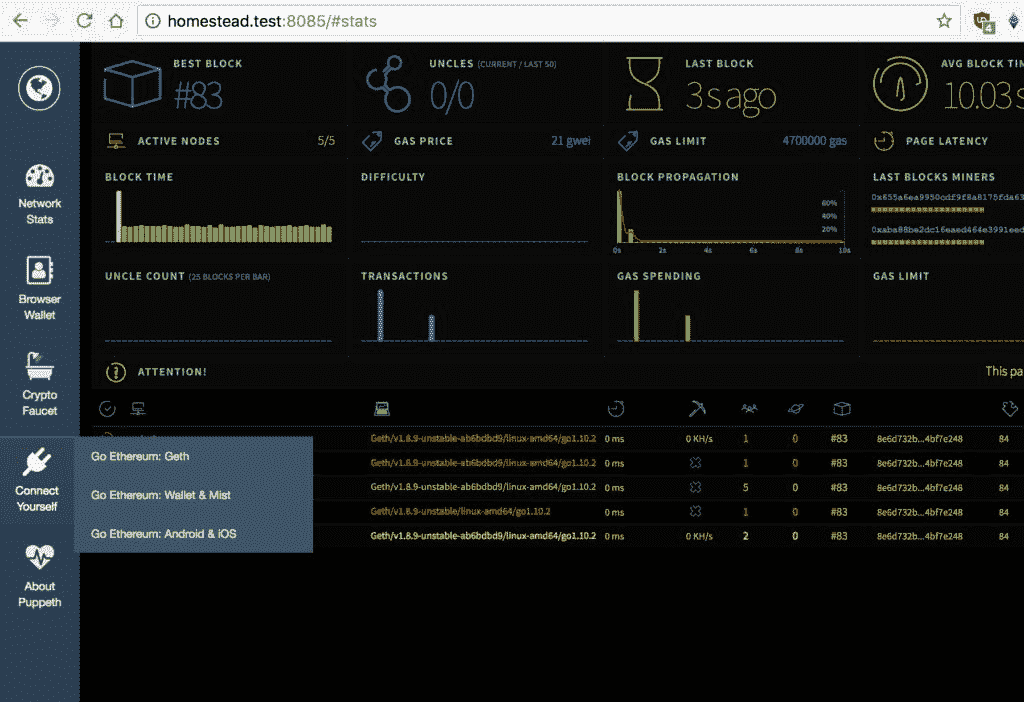 homestead.test:8085/#stats
4
BEST BLOCK
#83
UNCLES (CURRENT / LAST 50)
0/0
LAST BLOCK
3 s ago
AVG BLOCK TIM
10.03 s
ACTIVE NODES 5/5
GAS PRICE 21 gwei
GAS LIMIT 4700000 gas
PAGE LATENCY
BLOCK TIME
DIFFICULTY
BLOCK PROPAGATION
60%
40%
20%
0s 2s 4s 6s 8s 10s
LAST BLOCKS MINERS
UNCLE COUNT (25 BLOCKS PER BAR)
TRANSACTIONS
GAS SPENDING
GAS LIMIT
ATTENTION!
This pa
Geth/v1.8.9-unstable-ab6bdbd9/linux-amd64/go1.10.2 0 ms 0 KH/s 1 0 #83 8e6d732b...4bf7e248 84
Geth/v1.8.9-unstable-ab6bdbd9/linux-amd64/go1.10.2 0 ms 1 0 #83 8e6d732b...4bf7e248 84
Geth/v1.8.9-unstable-ab6bdbd9/linux-amd64/go1.10.2 0 ms 5 0 #83 8e6d732b...4bf7e248 84
Geth/v1.8.9-unstable/linux-amd64/go1.10.2 0 ms 1 0 #83 8e6d732b...4bf7e248 84
Geth/v1.8.9-unstable-ab6bdbd9/linux-amd64/go1.10.2 0 ms 0 KH/s 2 0 #83 8e6d732b...4bf7e248 84
Network
Stats
Browser
Wallet
Crypto
Faucet
Connect
Yourself
Go Ethereum: Geth
Go Ethereum: Wallet & Mist
Go Ethereum: Android & iOS
About
Puppeth